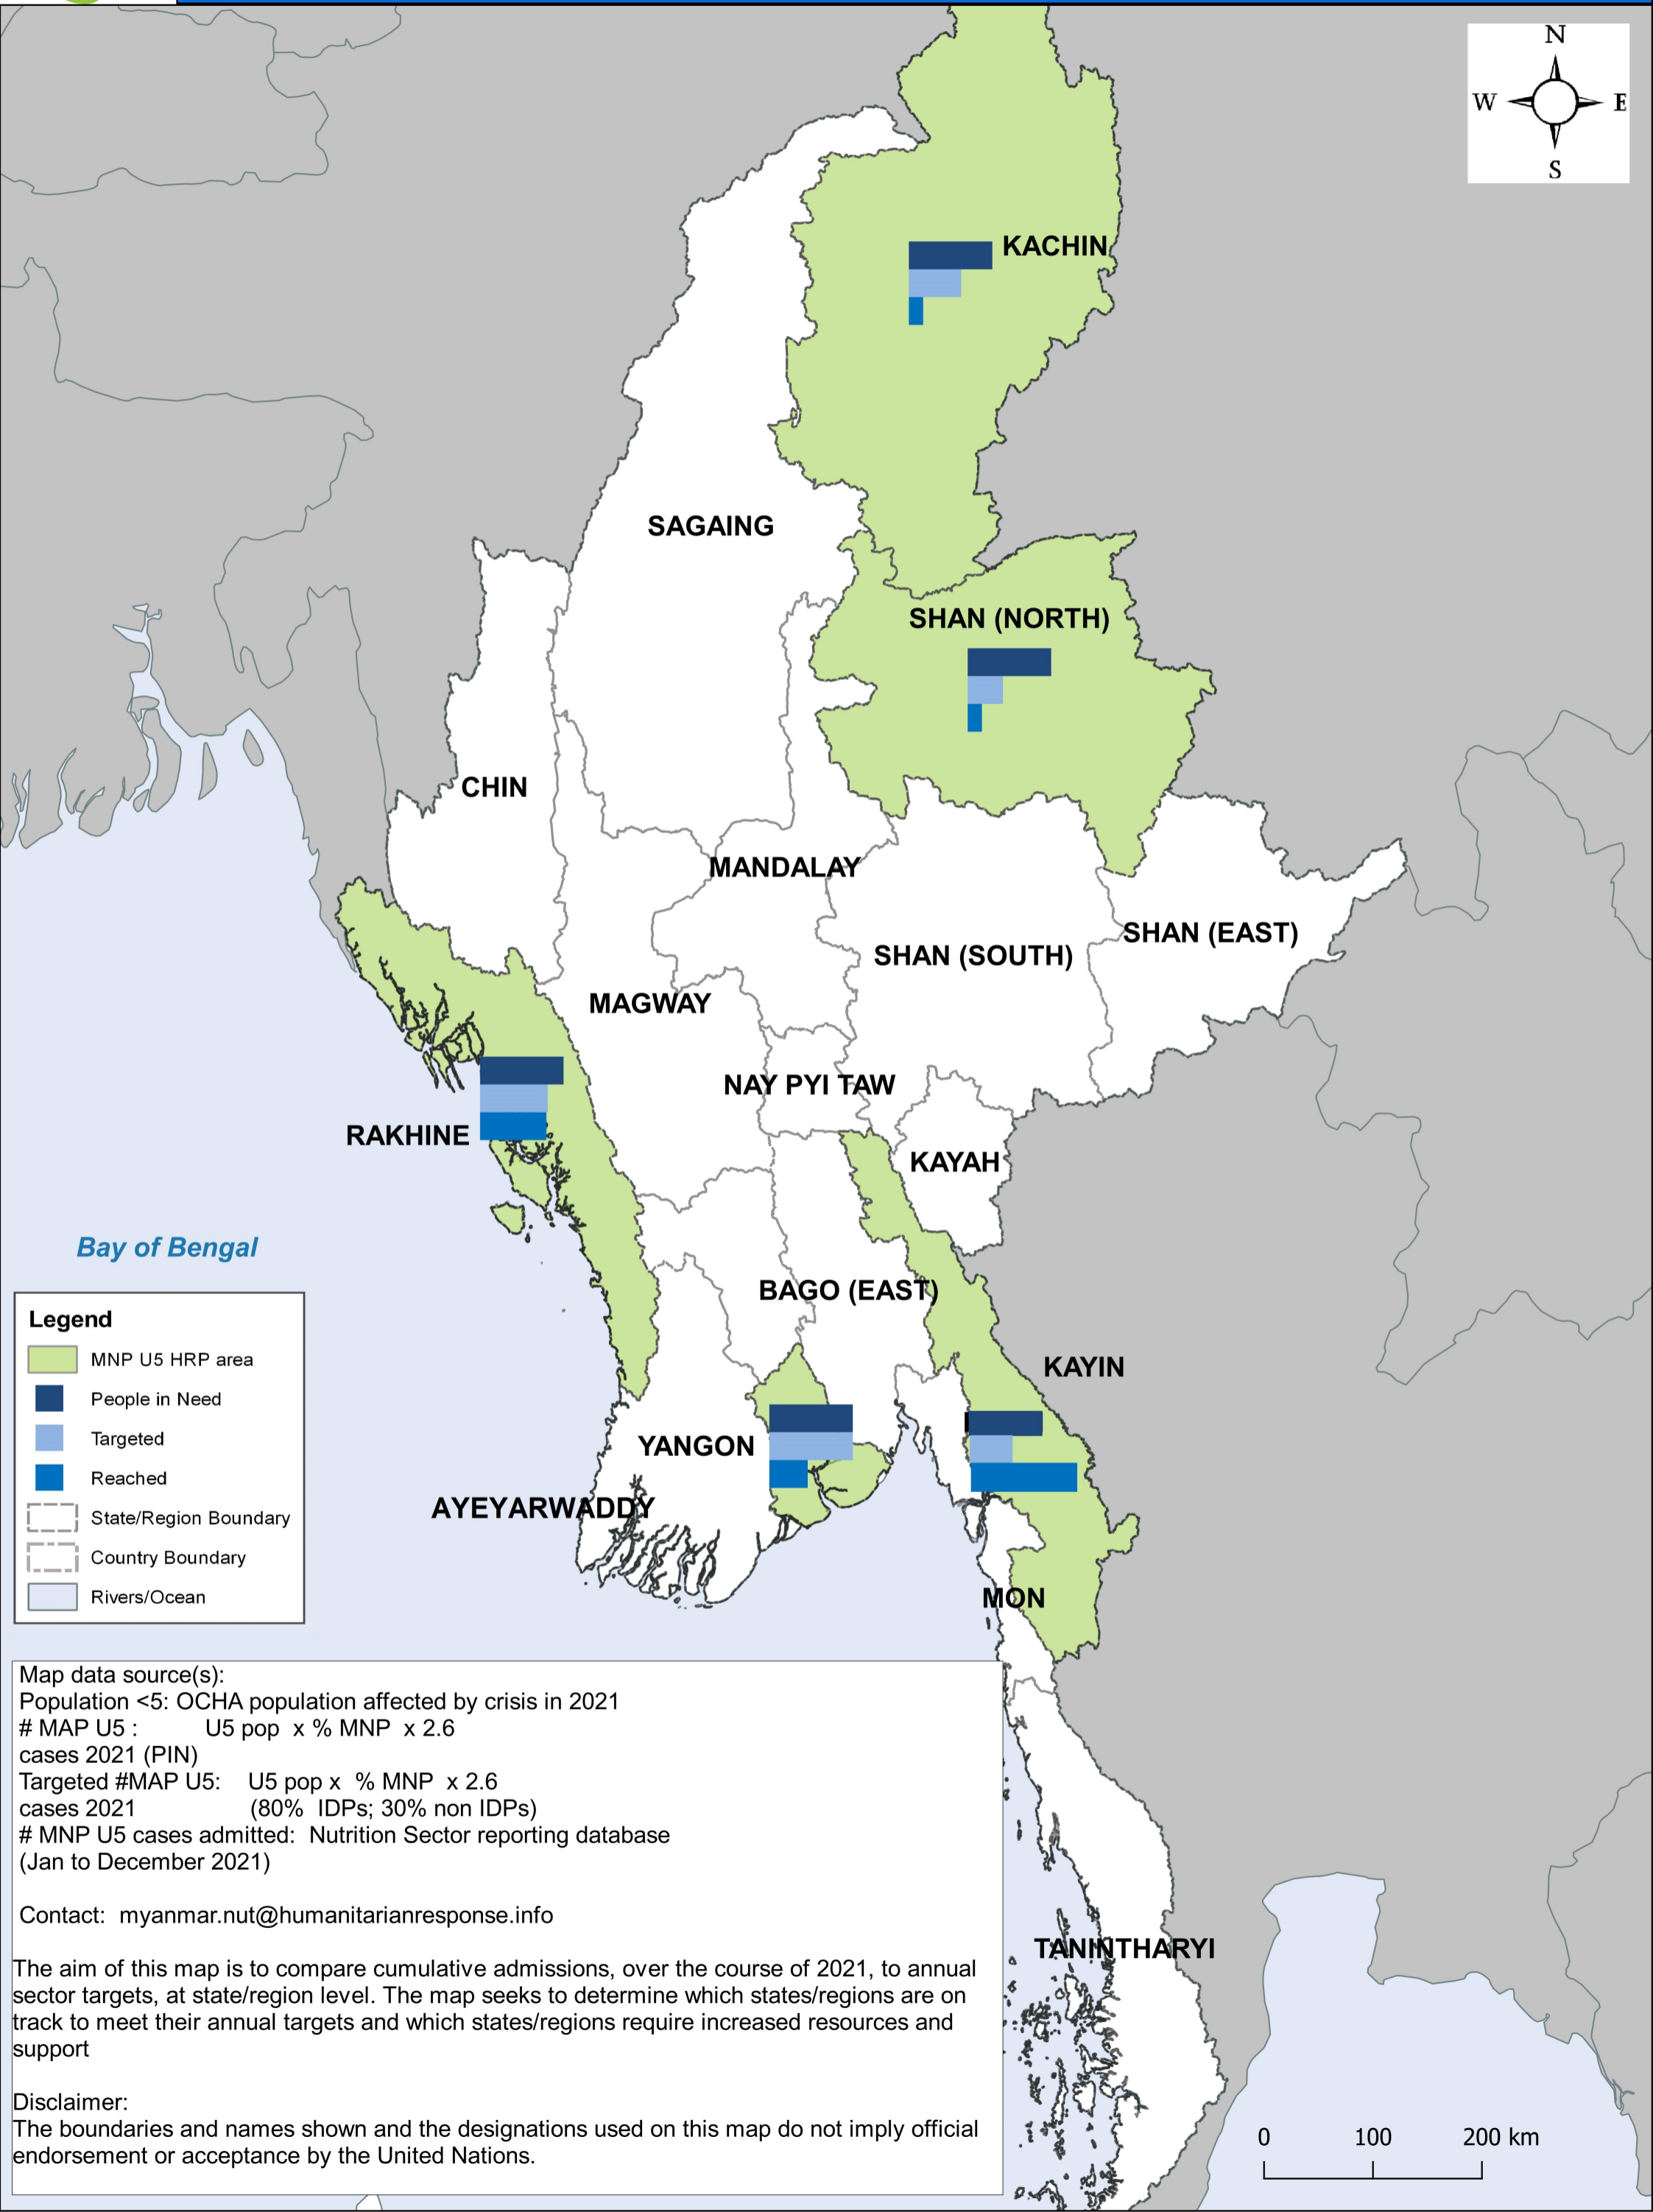 N
W E
S
KACHIN
SAGAING
SHAN (NORTH)
CHIN
MANDALAY
SHAN (EAST)
SHAN (SOUTH)
MAGWAY
NAY PYI TAW
RAKHINE
KAYAH
Bay of Bengal
BAGO (EAST)
KAYIN
YANGON
AYEYARWADDY
MON
TANINTHARYI
Legend
MNP U5 HRP area
People in Need
Targeted
Reached
State/Region Boundary
Country Boundary
Rivers/Ocean
Map data source(s):
Population <5: OCHA population affected by crisis in 2021
# MAP U5 : U5 pop x % MNP x 2.6
cases 2021 (PIN)
Targeted #MAP U5: U5 pop x % MNP x 2.6
cases 2021 (80% IDPs; 30% non IDPs)
# MNP U5 cases admitted: Nutrition Sector reporting database
(Jan to December 2021)
Contact: myanmar.nut@humanitarianresponse.info
The aim of this map is to compare cumulative admissions, over the course of 2021, to annual
sector targets, at state/region level. The map seeks to determine which states/regions are on
track to meet their annual targets and which states/regions require increased resources and
support
Disclaimer:
The boundaries and names shown and the designations used on this map do not imply official
endorsement or acceptance by the United Nations.
0 100 200 km